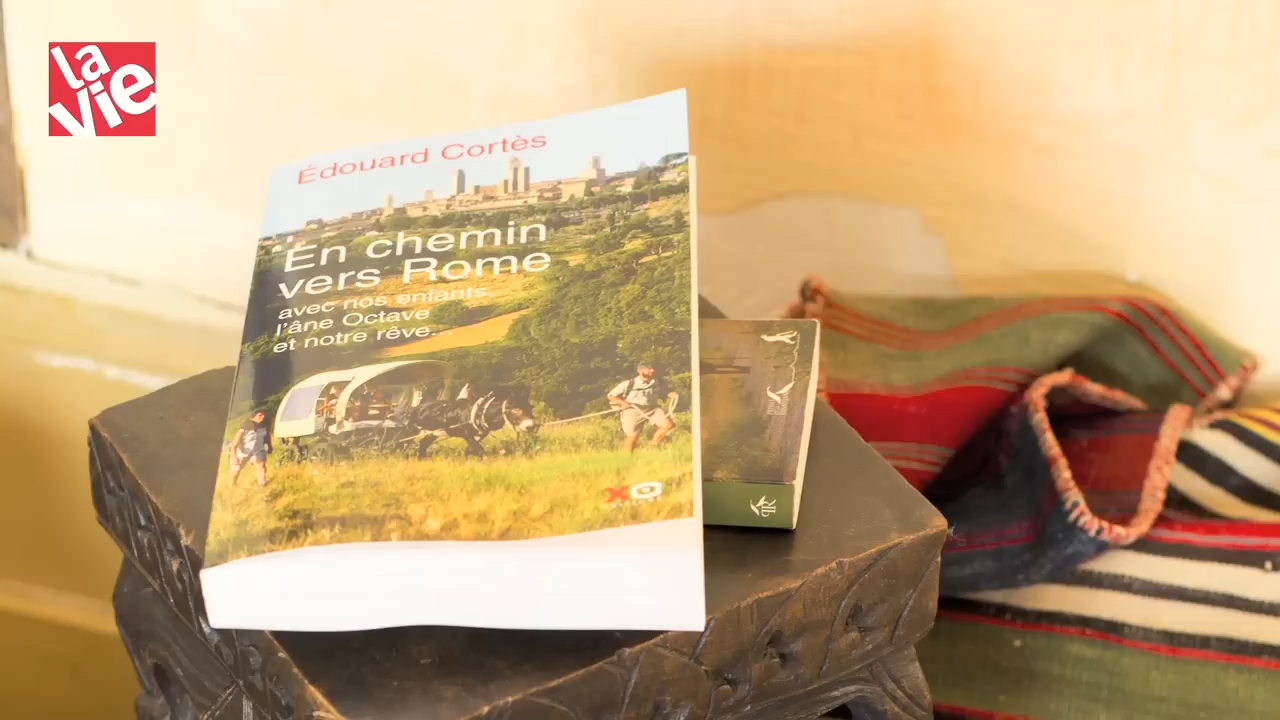 la
vie
Édouard Cortès
En chemin
vers Rome
avec nos enfants,
l'âne Octave
et notre rêve...
XO